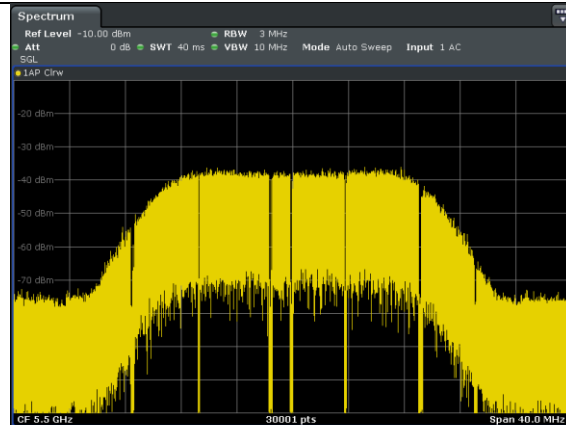 Spectrum
Ref Level -10.00 dBm RBW 3 MHz
Att 0 dB SWT 40 ms VBW 10 MHz Mode Auto Sweep Input 1 AC
SGL
1AP Clrw
-20 dBm
-30 dBm
-40 dBm
-50 dBm
-60 dBm
-70 dBm
CF 5.5 GHz 30001 pts Span 40.0 MHz